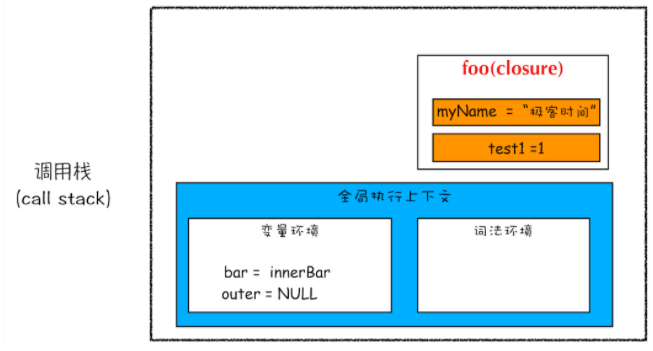 foo(closure)
myName = "极客时间"
test1 =1
调用栈
(call stack)
全局执行上下文
变量环境
词法环境
bar = innerBar
outer = NULL